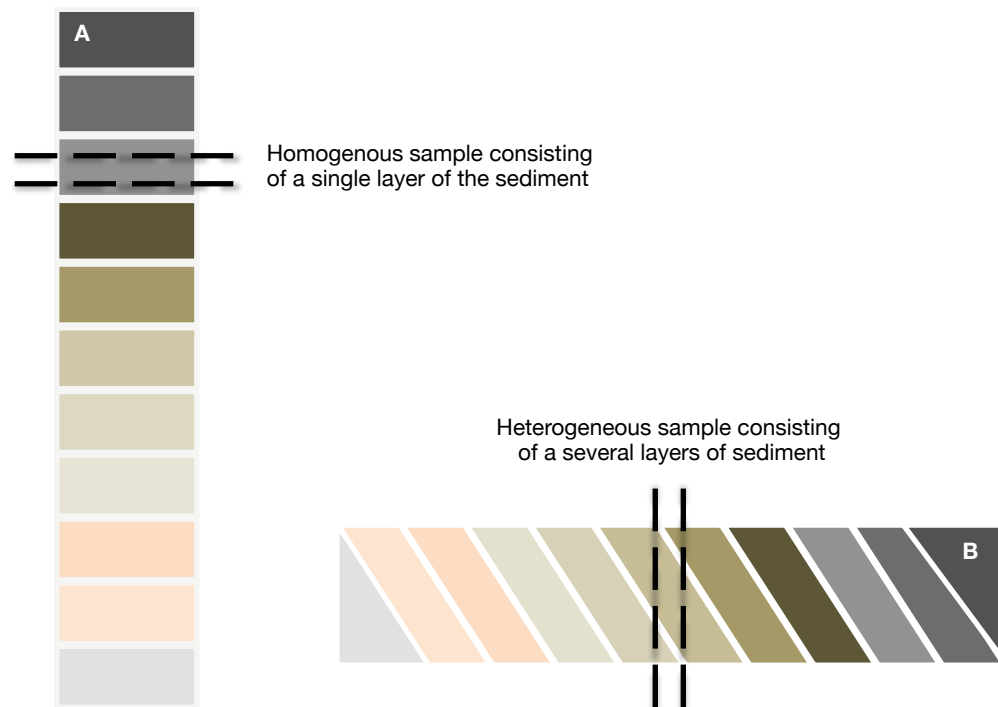 A
Homogenous sample consisting
of a single layer of the sediment
Heterogeneous sample consisting
of a several layers of sediment
B